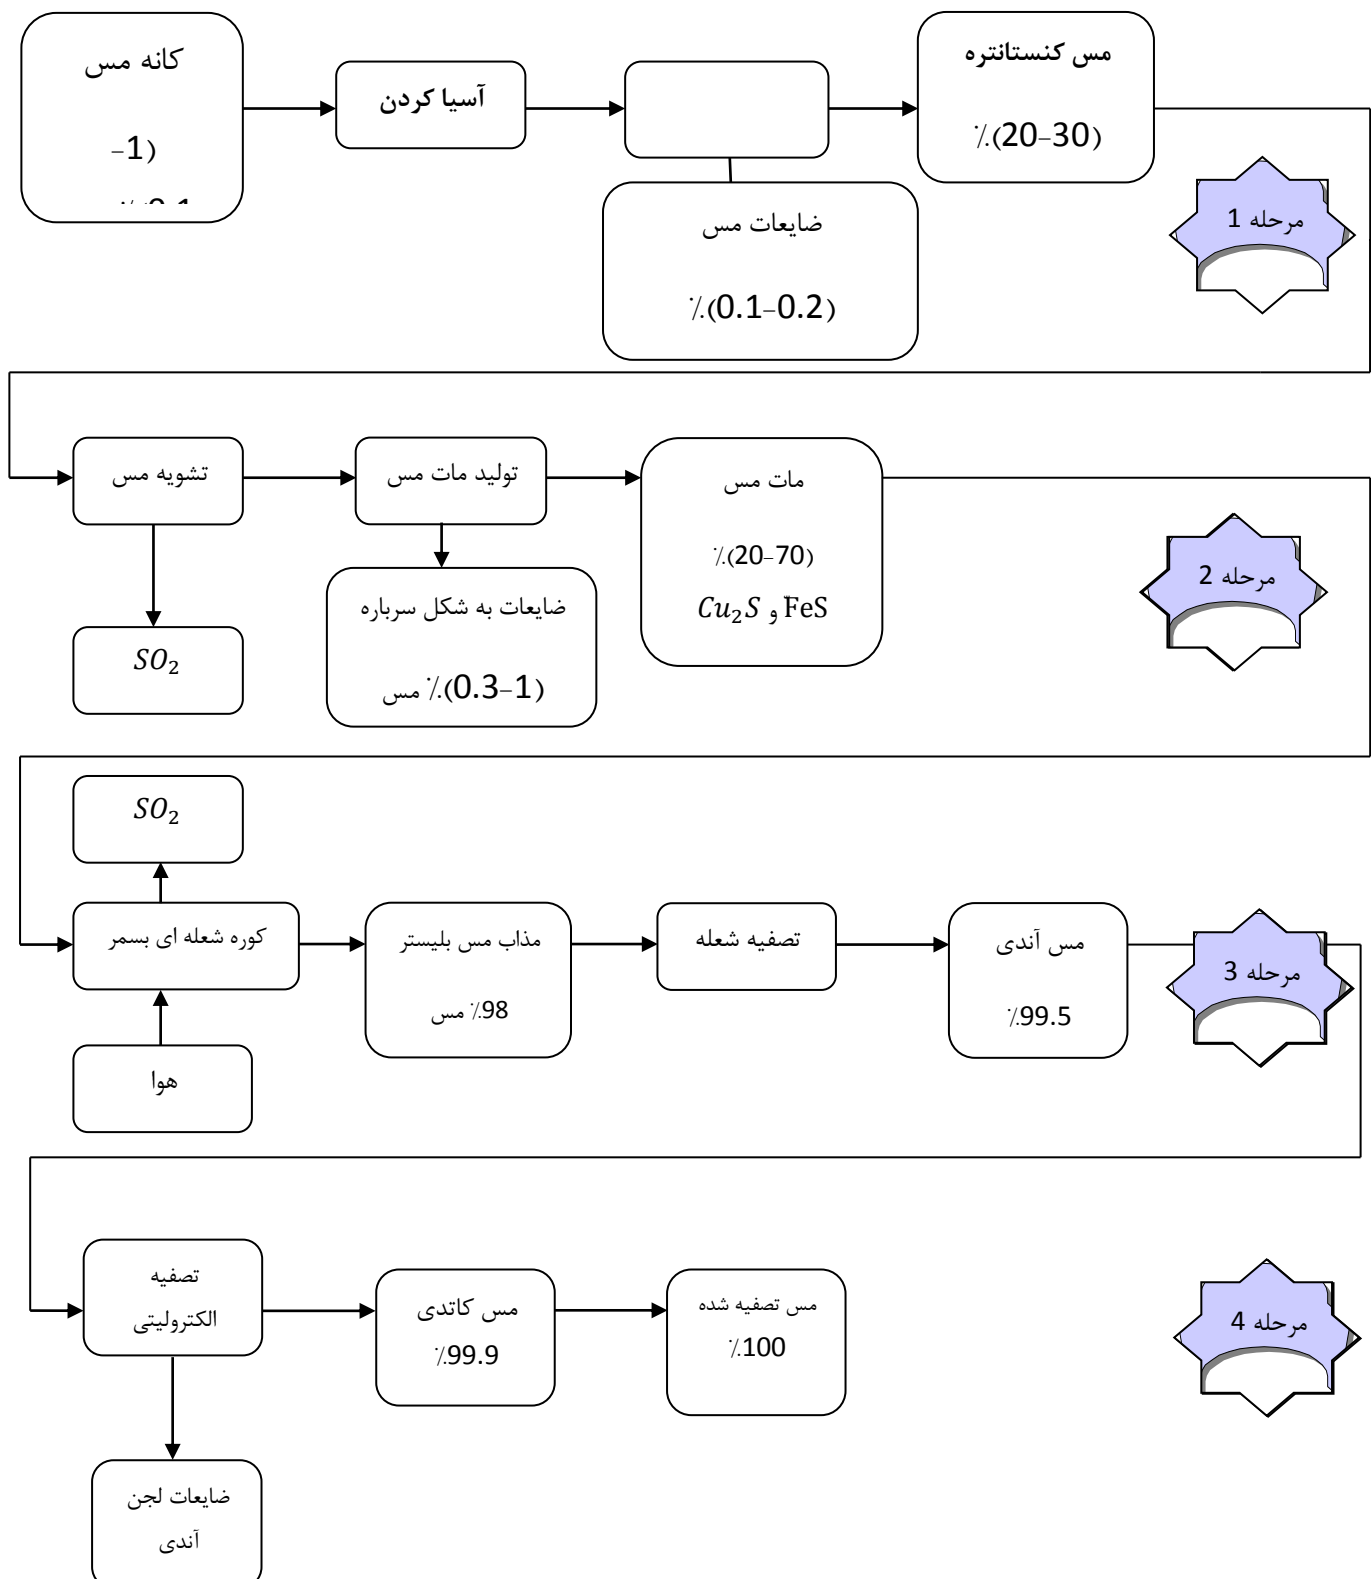 کانه مس
(1-
آسیا کردن
مس کنستانتره
(20-30)٪
ضایعات مس
(0.1-0.2)٪
مرحله 1
تشویه مس
تولید مات مس
مات مس
(20-70)٪
FeS و Cu₂S
SO₂
ضایعات به شکل سرباره
(0.3-1)٪ مس
مرحله 2
SO₂
کوره شعله ای بسمر
مذاب مس بلیستر
98٪ مس
تصفیه شعله
مس آندی
99.5٪
هوا
مرحله 3
تصفیه
الکترولیتی
مس کاتدی
99.9٪
مس تصفیه شده
100٪
ضایعات لجن
آندی
مرحله 4